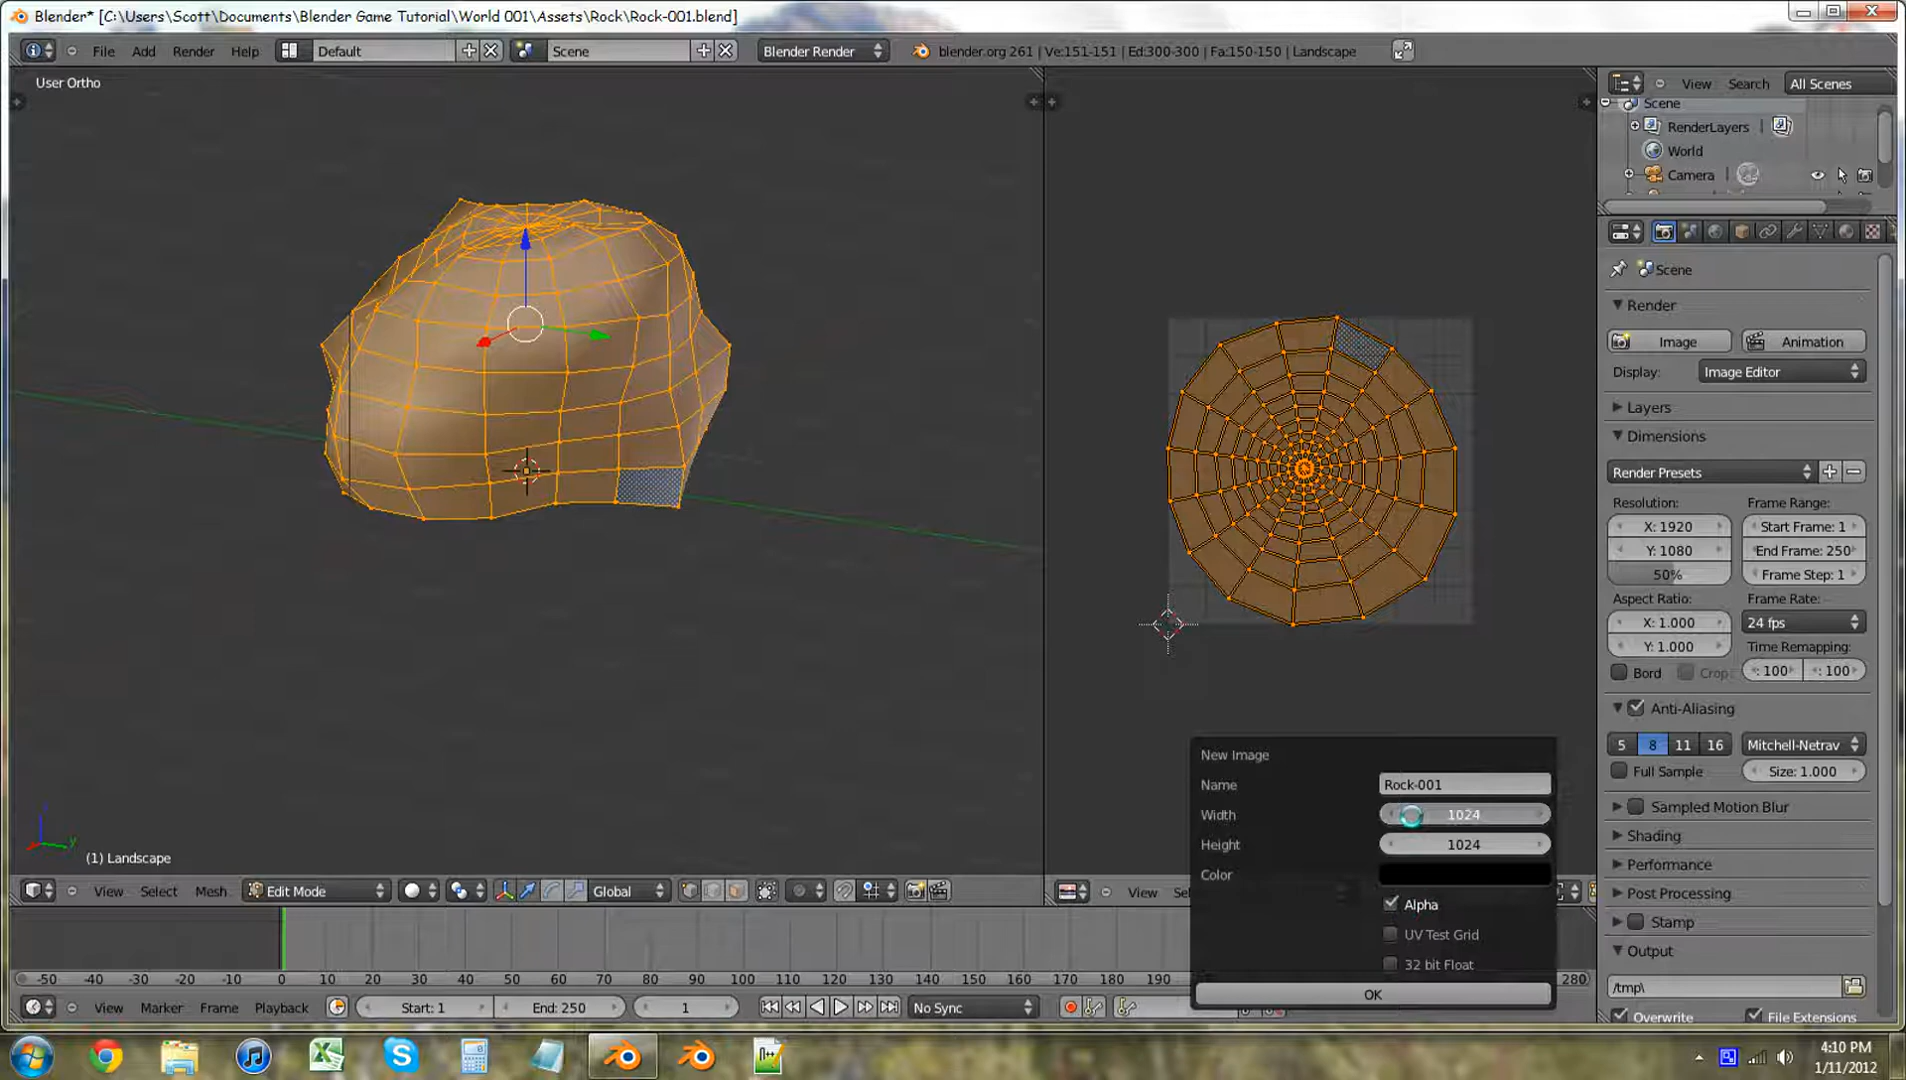 Blender* [C:\Users\Scott\Documents\Blender Game Tutorial\World 001\Assets\Rock\Rock-001.blend]
File Add Render Help Default Scene Blender Render blender.org 261 | Ve:151-151 | Ed:300-300 | Fa:150-150 | Landscape
User Ortho
(1) Landscape
View Select Mesh Edit Mode Global
View
New Image
Name Rock-001
Width 1024
Height 1024
Color
Alpha
UV Test Grid
32 bit Float
OK
View Search All Scenes
Scene
RenderLayers
World
Camera
Scene
Render
Image Animation
Display: Image Editor
Layers
Dimensions
Render Presets
Resolution: Frame Range:
X: 1920 Start Frame: 1
Y: 1080 End Frame: 250
50% Frame Step: 1
Aspect Ratio: Frame Rate:
X: 1.000 24 fps
Y: 1.000 Time Remapping:
Bord Crop : 100 : 100
Anti-Aliasing
5 8 11 16 Mitchell-Netrav
Full Sample Size: 1.000
Sampled Motion Blur
Shading
Performance
Post Processing
Stamp
Output
/tmp\
Overwrite File Extensions
-50 -40 -30 -20 -10 0 10 20 30 40 50 60 70 80 90 100 110 120 130 140 150 160 170 180 190 280
View Marker Frame Playback Start: 1 End: 250 1 No Sync
4:10 PM
1/11/2012